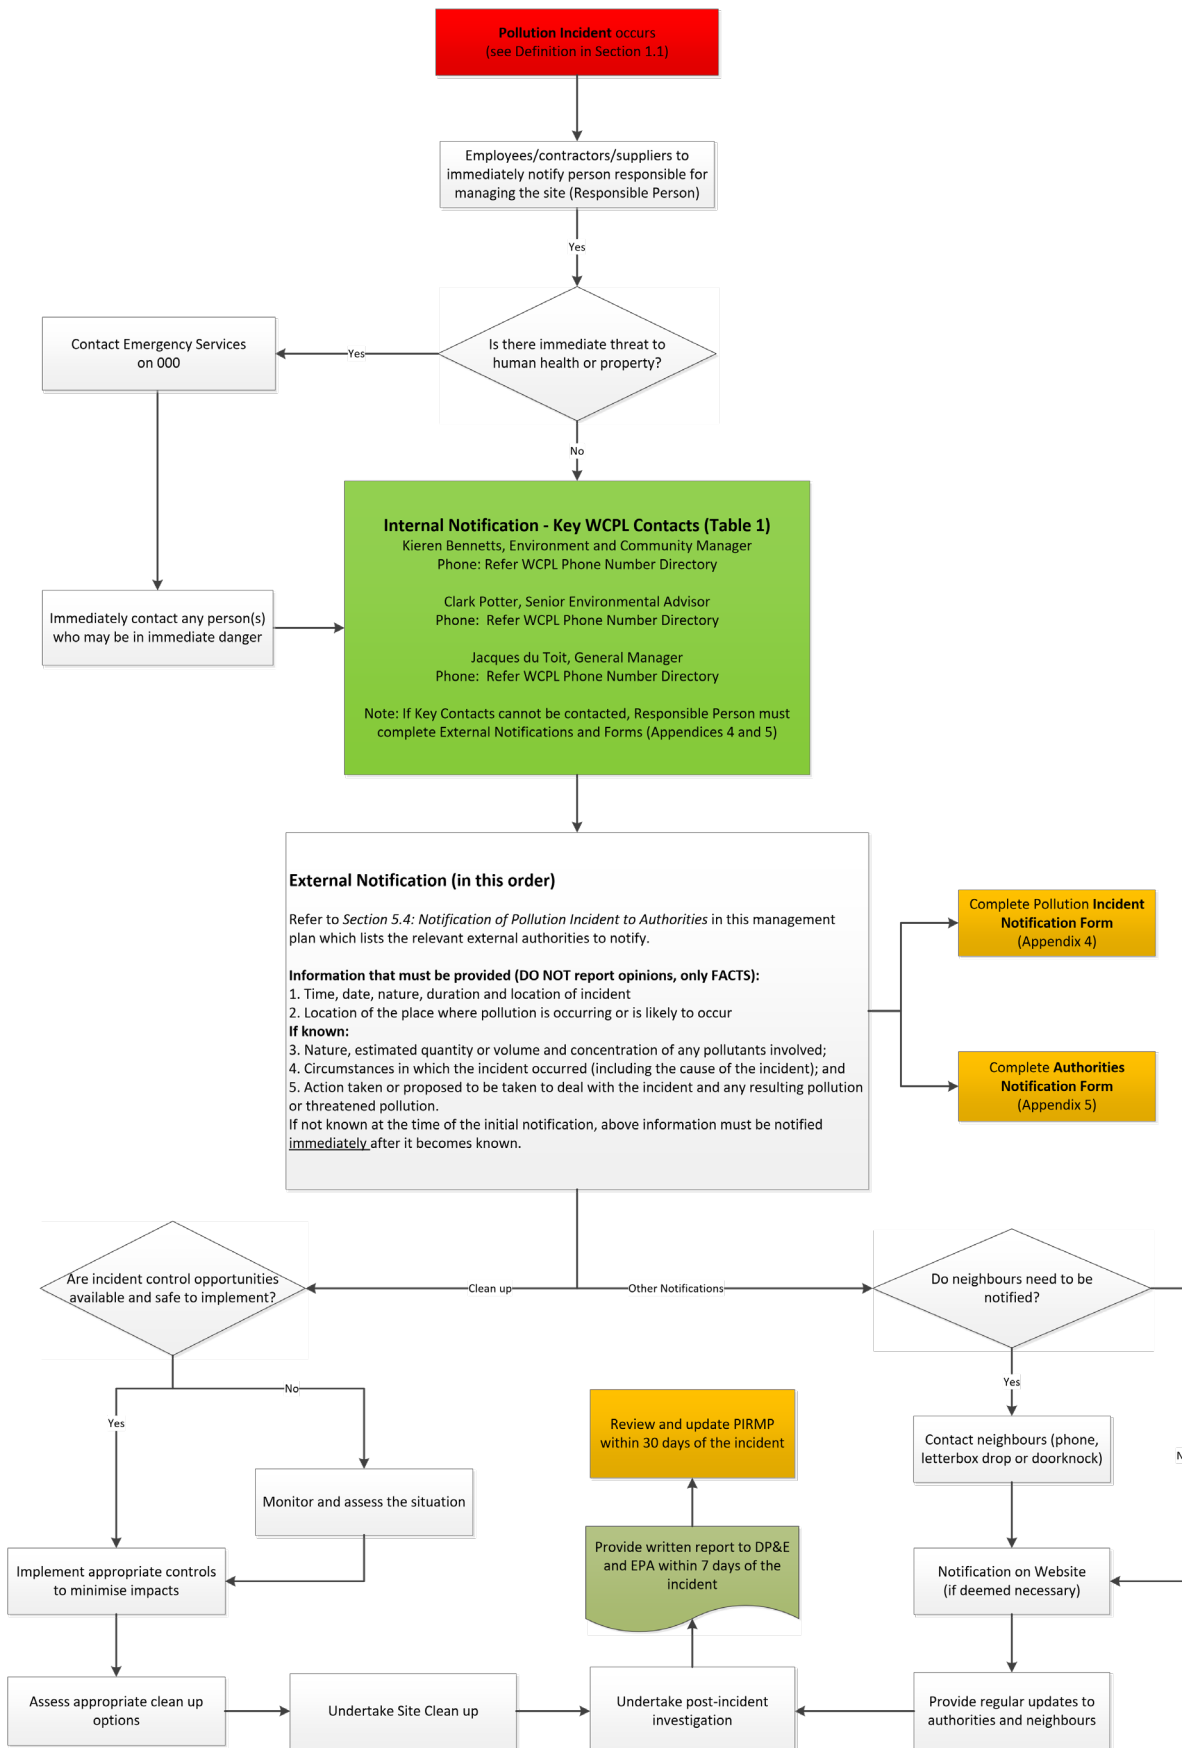 Pollution Incident occurs
(see Definition in Section 1.1)
Employees/contractors/suppliers to
immediately notify person responsible for
managing the site (Responsible Person)
Yes
Is there immediate threat to
human health or property?
Yes
Contact Emergency Services
on 000
No
Immediately contact any person(s)
who may be in immediate danger
Internal Notification - Key WCPL Contacts (Table 1)
Kieren Bennetts, Environment and Community Manager
Phone: Refer WCPL Phone Number Directory
Clark Potter, Senior Environmental Advisor
Phone: Refer WCPL Phone Number Directory
Jacques du Toit, General Manager
Phone: Refer WCPL Phone Number Directory
Note: If Key Contacts cannot be contacted, Responsible Person must
complete External Notifications and Forms (Appendices 4 and 5)
External Notification (in this order)
Refer to Section 5.4: Notification of Pollution Incident to Authorities in this management
plan which lists the relevant external authorities to notify.
Information that must be provided (DO NOT report opinions, only FACTS):
1. Time, date, nature, duration and location of incident
2. Location of the place where pollution is occurring or is likely to occur
If known:
3. Nature, estimated quantity or volume and concentration of any pollutants involved;
4. Circumstances in which the incident occurred (including the cause of the incident); and
5. Action taken or proposed to be taken to deal with the incident and any resulting pollution
or threatened pollution.
If not known at the time of the initial notification, above information must be notified
immediately after it becomes known.
Complete Pollution Incident
Notification Form
(Appendix 4)
Complete Authorities
Notification Form
(Appendix 5)
Clean up
Other Notifications
Are incident control opportunities
available and safe to implement?
Do neighbours need to be
notified?
No
Yes
Yes
Monitor and assess the situation
Implement appropriate controls
to minimise impacts
Assess appropriate clean up
options
Undertake Site Clean up
Review and update PIRMP
within 30 days of the incident
Provide written report to DP&E
and EPA within 7 days of the
incident
Undertake post-incident
investigation
Contact neighbours (phone,
letterbox drop or doorknock)
Notification on Website
(if deemed necessary)
Provide regular updates to
authorities and neighbours